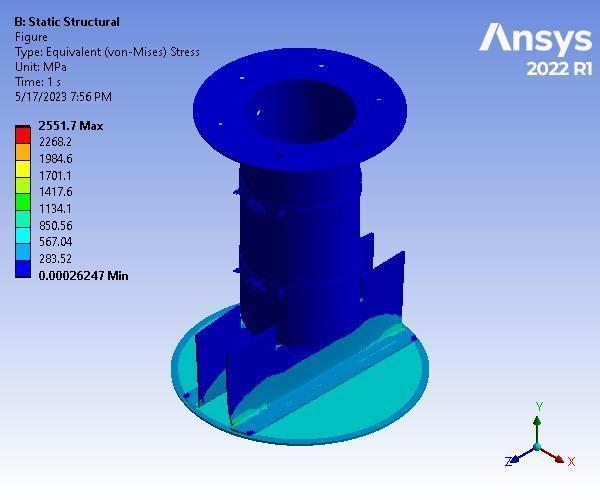 B: Static Structural
Figure
Type: Equivalent (von-Mises) Stress
Unit: MPa
Time: 1 s
5/17/2023 7:56 PM
Ansys
2022 R1
2551.7 Max
2268.2
1984.6
1701.1
1417.6
1134.1
850.56
567.04
283.52
0.00026247 Min
Y
Z
X